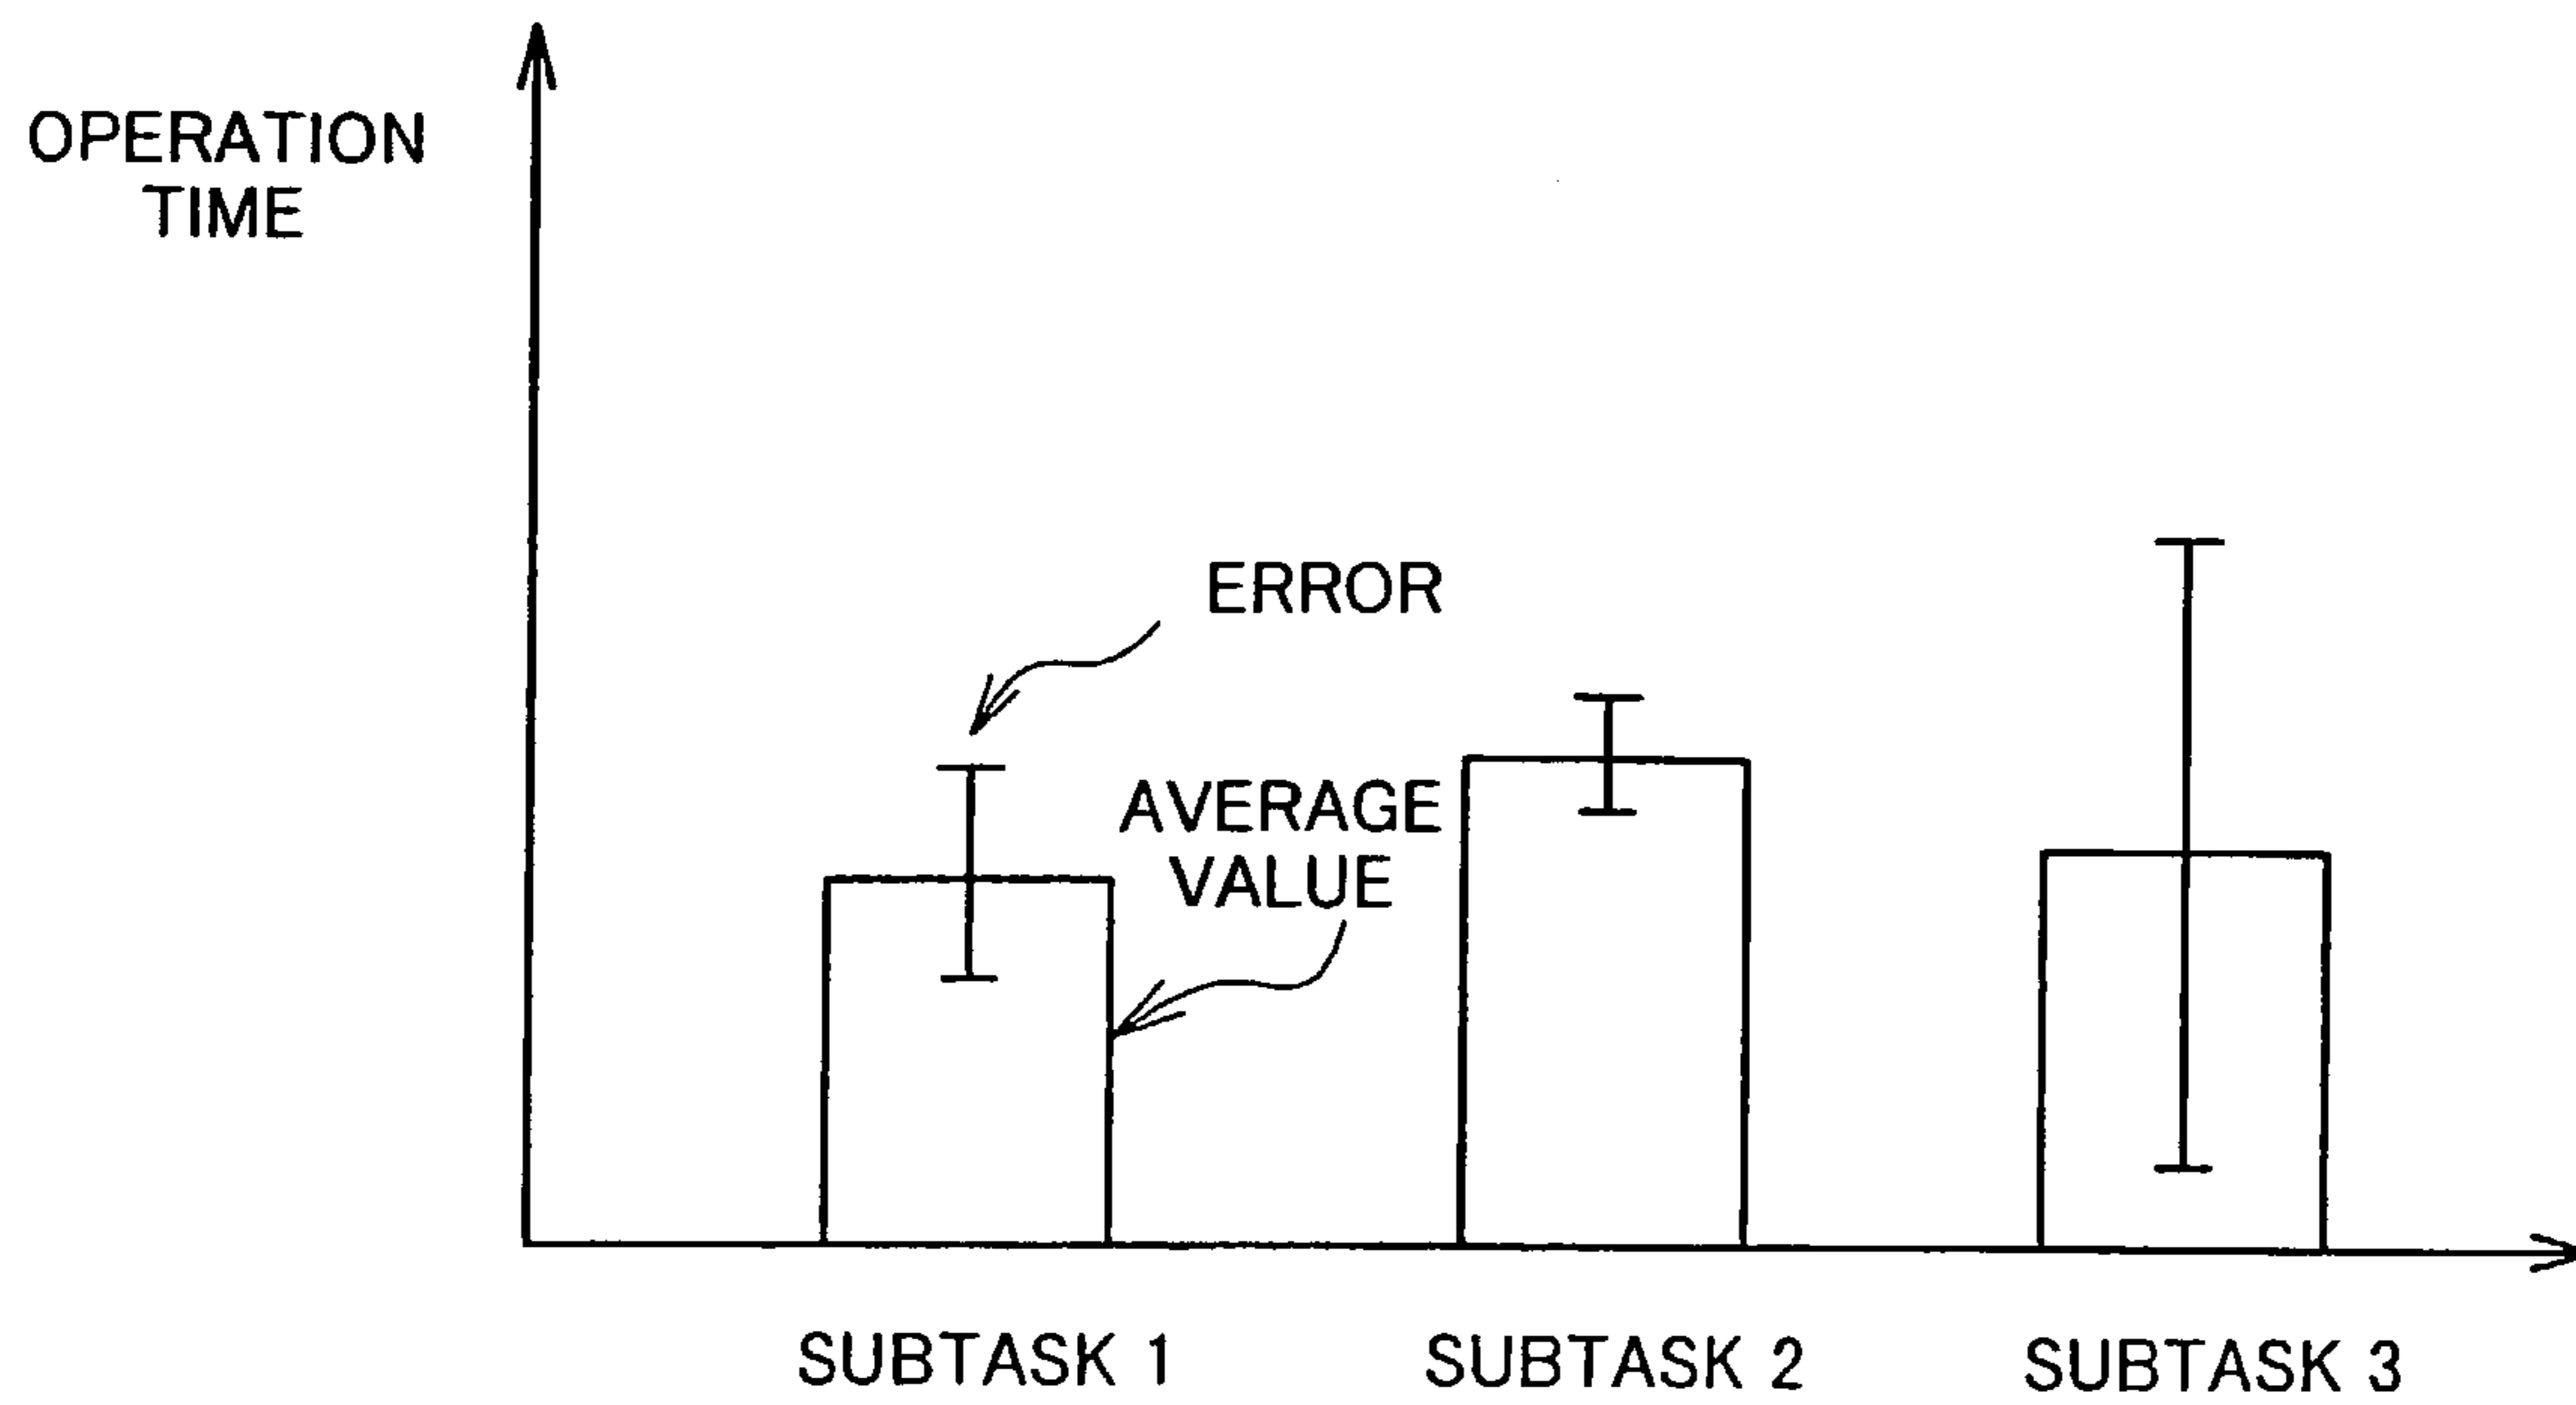 OPERATION
TIME
ERROR
AVERAGE
VALUE
SUBTASK 1
SUBTASK 2
SUBTASK 3